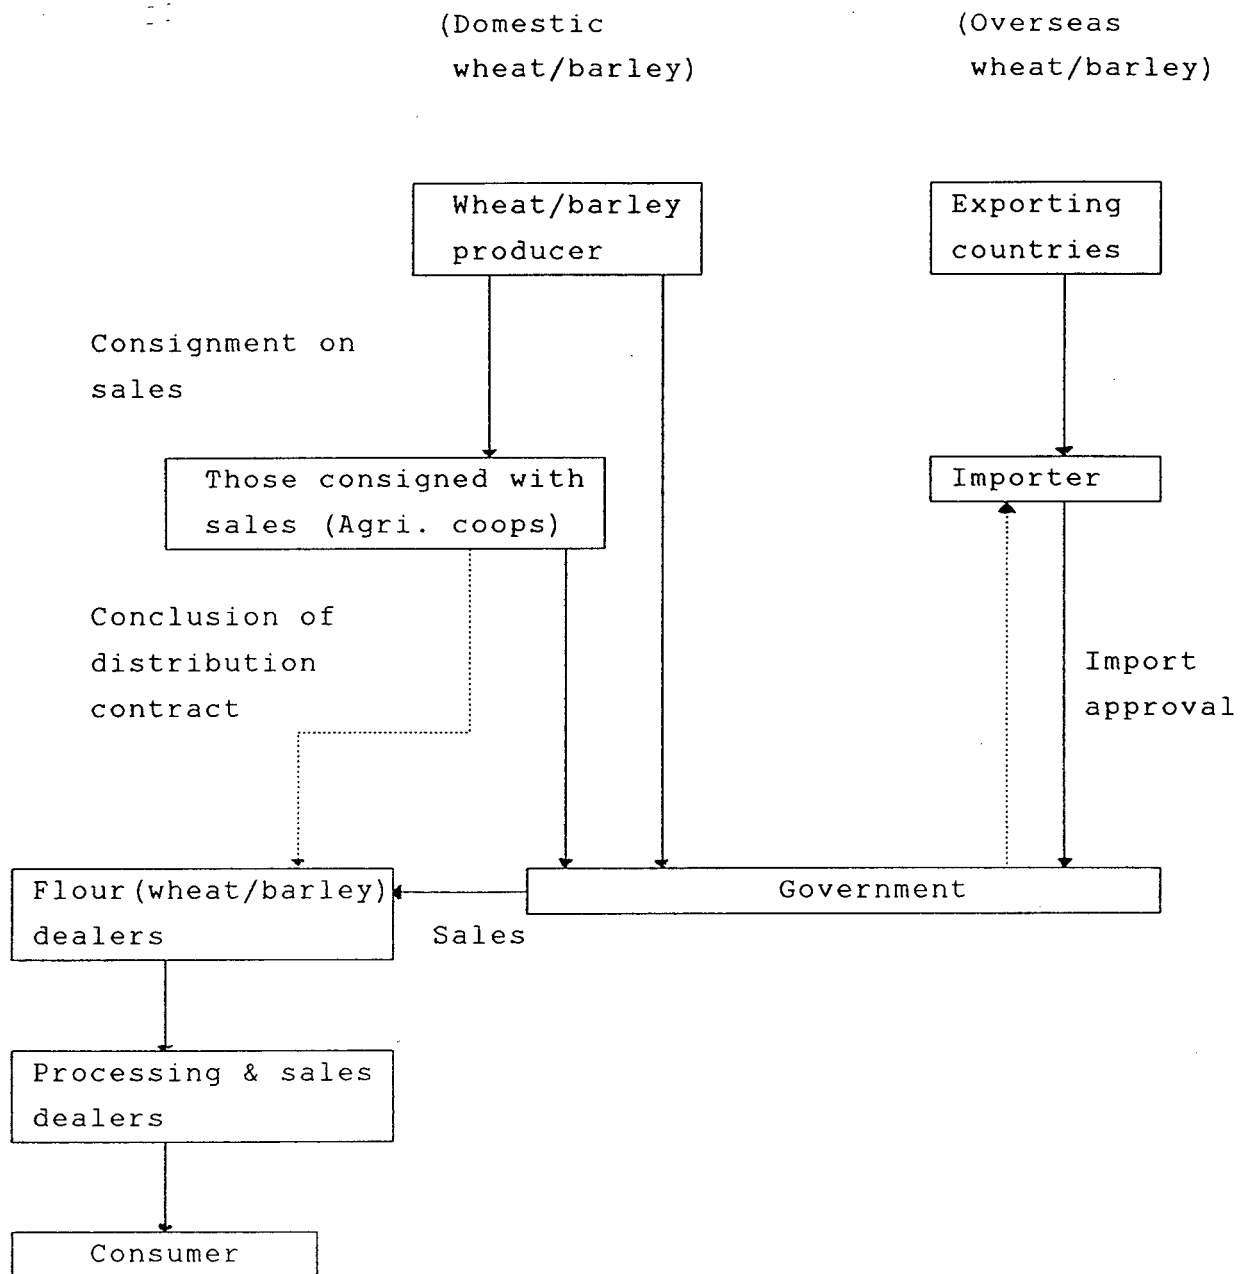 (Domestic
wheat/barley)
(Overseas
wheat/barley)
Wheat/barley
producer
Exporting
countries
Consignment on
sales
Those consigned with
sales (Agri. coops)
Importer
Conclusion of
distribution
contract
Import
approval
Flour(wheat/barley)
dealers
Government
Sales
Processing & sales
dealers
Consumer